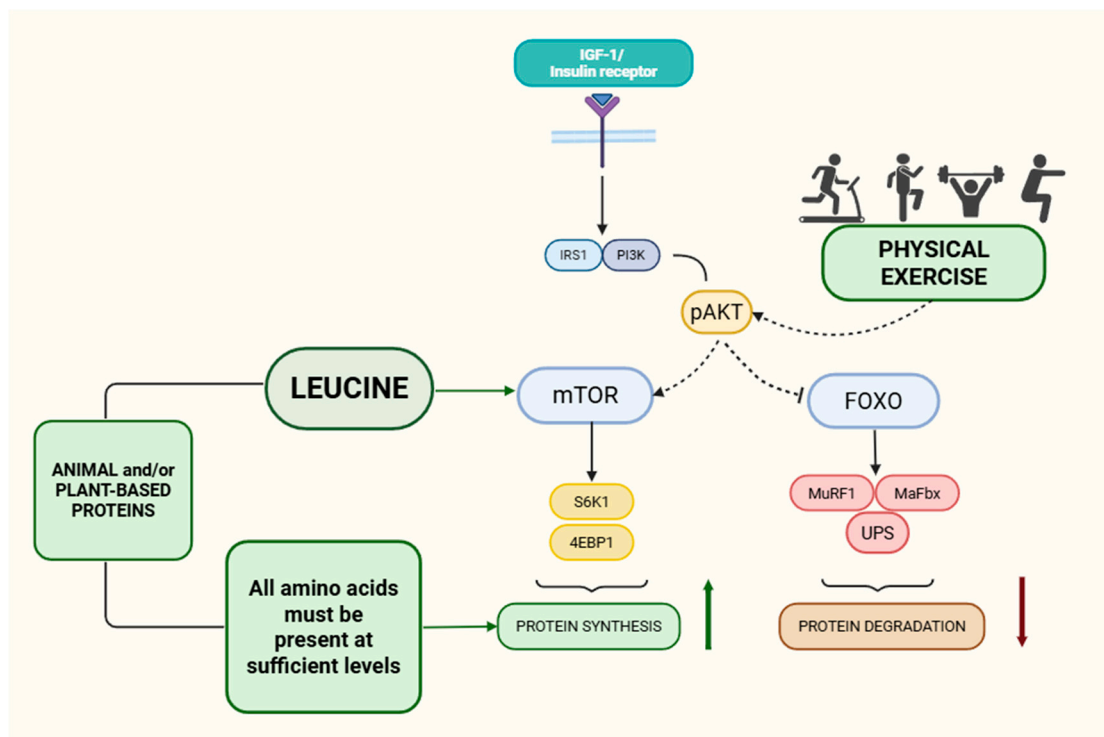 IGF-1/
Insulin receptor
IRS1
PI3K
PHYSICAL
EXERCISE
pAKT
LEUCINE
mTOR
FOXO
ANIMAL and/or
PLANT-BASED
PROTEINS
S6K1
4EBP1
MuRF1
MaFbx
UPS
All amino acids
must be
present at
sufficient levels
PROTEIN SYNTHESIS
PROTEIN DEGRADATION